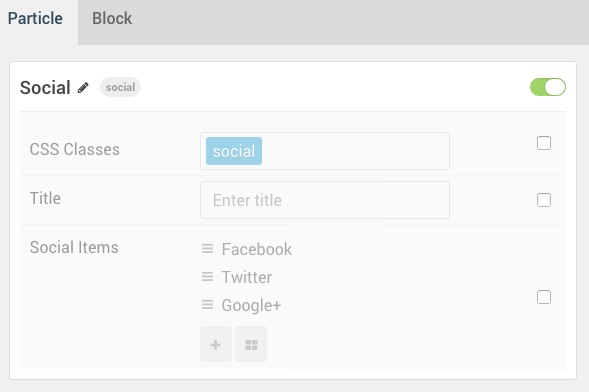 Particle Block
Social social
CSS Classes social
Title Enter title
Social Items Facebook
Twitter
Google+